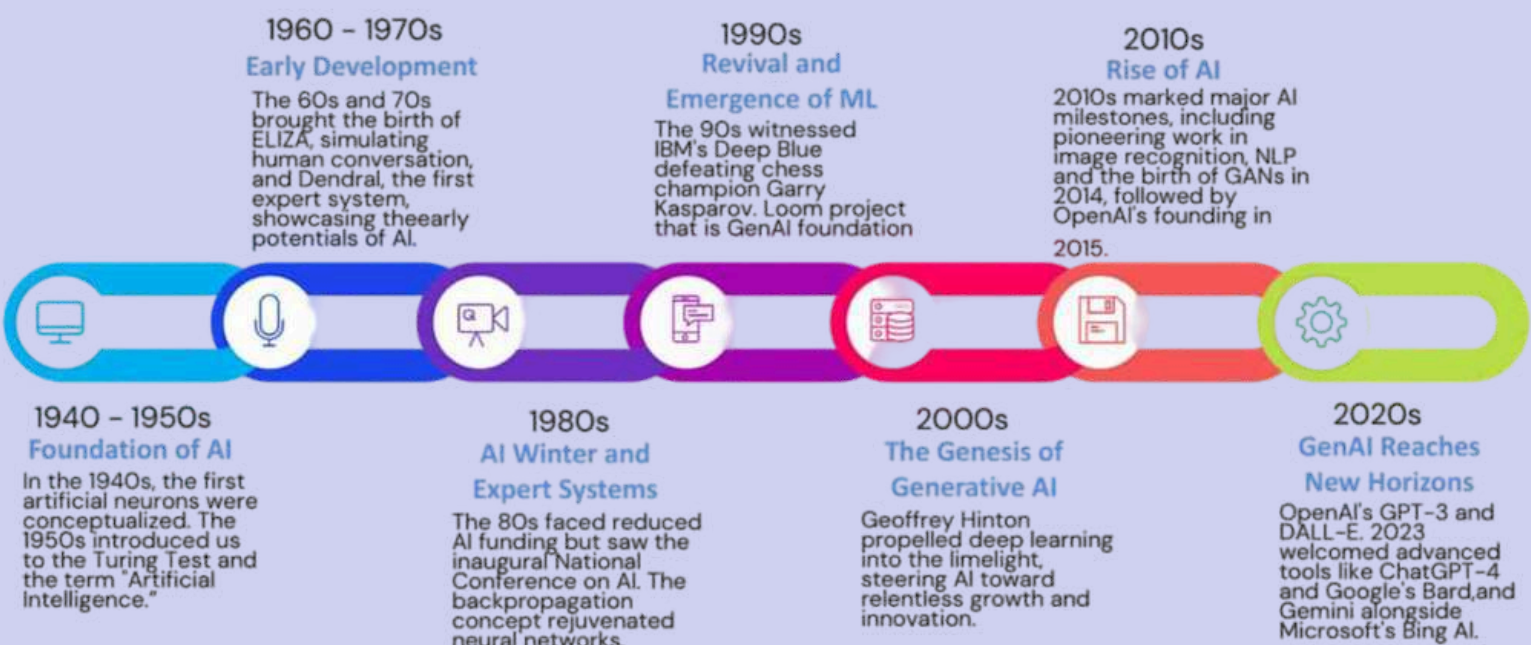 1960 - 1970s
Early Development
The 60s and 70s
brought the birth of
ELIZA, simulating
human conversation,
and Dendral, the first
expert system,
showcasing theearly
potentials of AI.
1990s
Revival and
Emergence of ML
The 90s witnessed
IBM's Deep Blue
defeating chess
champion Garry
Kasparov. Loom project
that is GenAI foundation
2010s
Rise of AI
2010s marked major AI
milestones, including
pioneering work in
image recognition, NLP
and the birth of GANs in
2014, followed by
OpenAI's founding in
2015.
1940 - 1950s
Foundation of AI
In the 1940s, the first
artificial neurons were
conceptualized. The
1950s introduced us
to the Turing Test and
the term "Artificial
Intelligence."
1980s
AI Winter and
Expert Systems
The 80s faced reduced
AI funding but saw the
inaugural National
Conference on AI. The
backpropagation
concept rejuvenated
neural networks
2000s
The Genesis of
Generative AI
Geoffrey Hinton
propelled deep learning
into the limelight,
steering AI toward
relentless growth and
innovation.
2020s
GenAI Reaches
New Horizons
OpenAI's GPT-3 and
DALL-E. 2023
welcomed advanced
tools like ChatGPT-4
and Google's Bard,and
Gemini alongside
Microsoft's Bing AI.